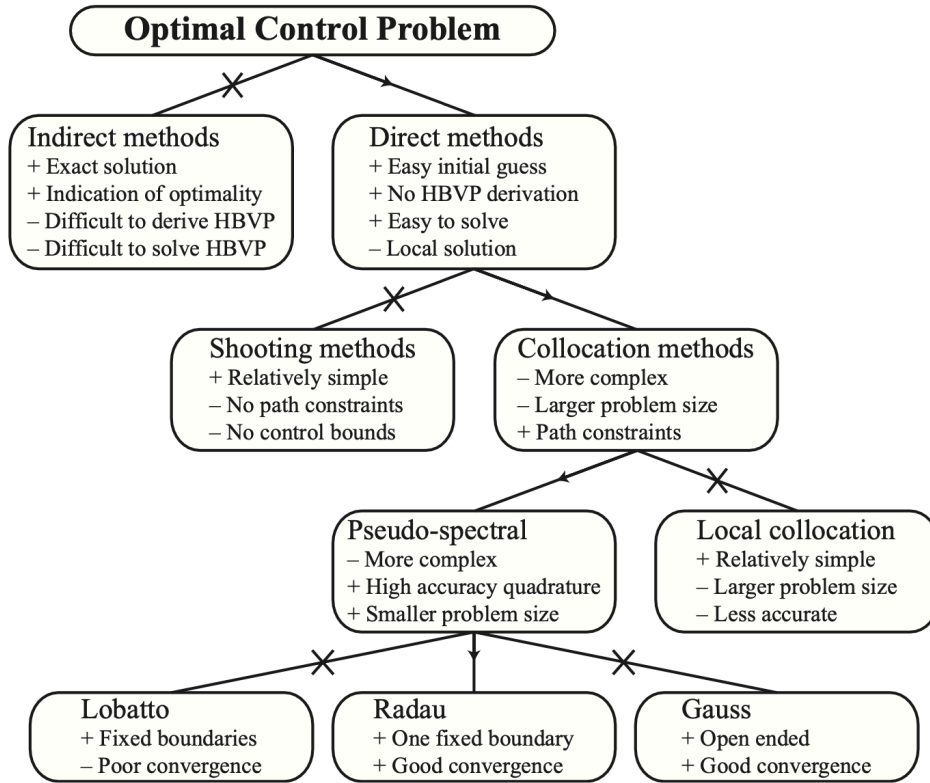 Optimal Control Problem
Indirect methods
+ Exact solution
+ Indication of optimality
– Difficult to derive HBVP
– Difficult to solve HBVP
Direct methods
+ Easy initial guess
+ No HBVP derivation
+ Easy to solve
– Local solution
Shooting methods
+ Relatively simple
– No path constraints
– No control bounds
Collocation methods
– More complex
– Larger problem size
+ Path constraints
Pseudo-spectral
– More complex
+ High accuracy quadrature
+ Smaller problem size
Local collocation
+ Relatively simple
– Larger problem size
– Less accurate
Lobatto
+ Fixed boundaries
– Poor convergence
Radau
+ One fixed boundary
+ Good convergence
Gauss
+ Open ended
+ Good convergence